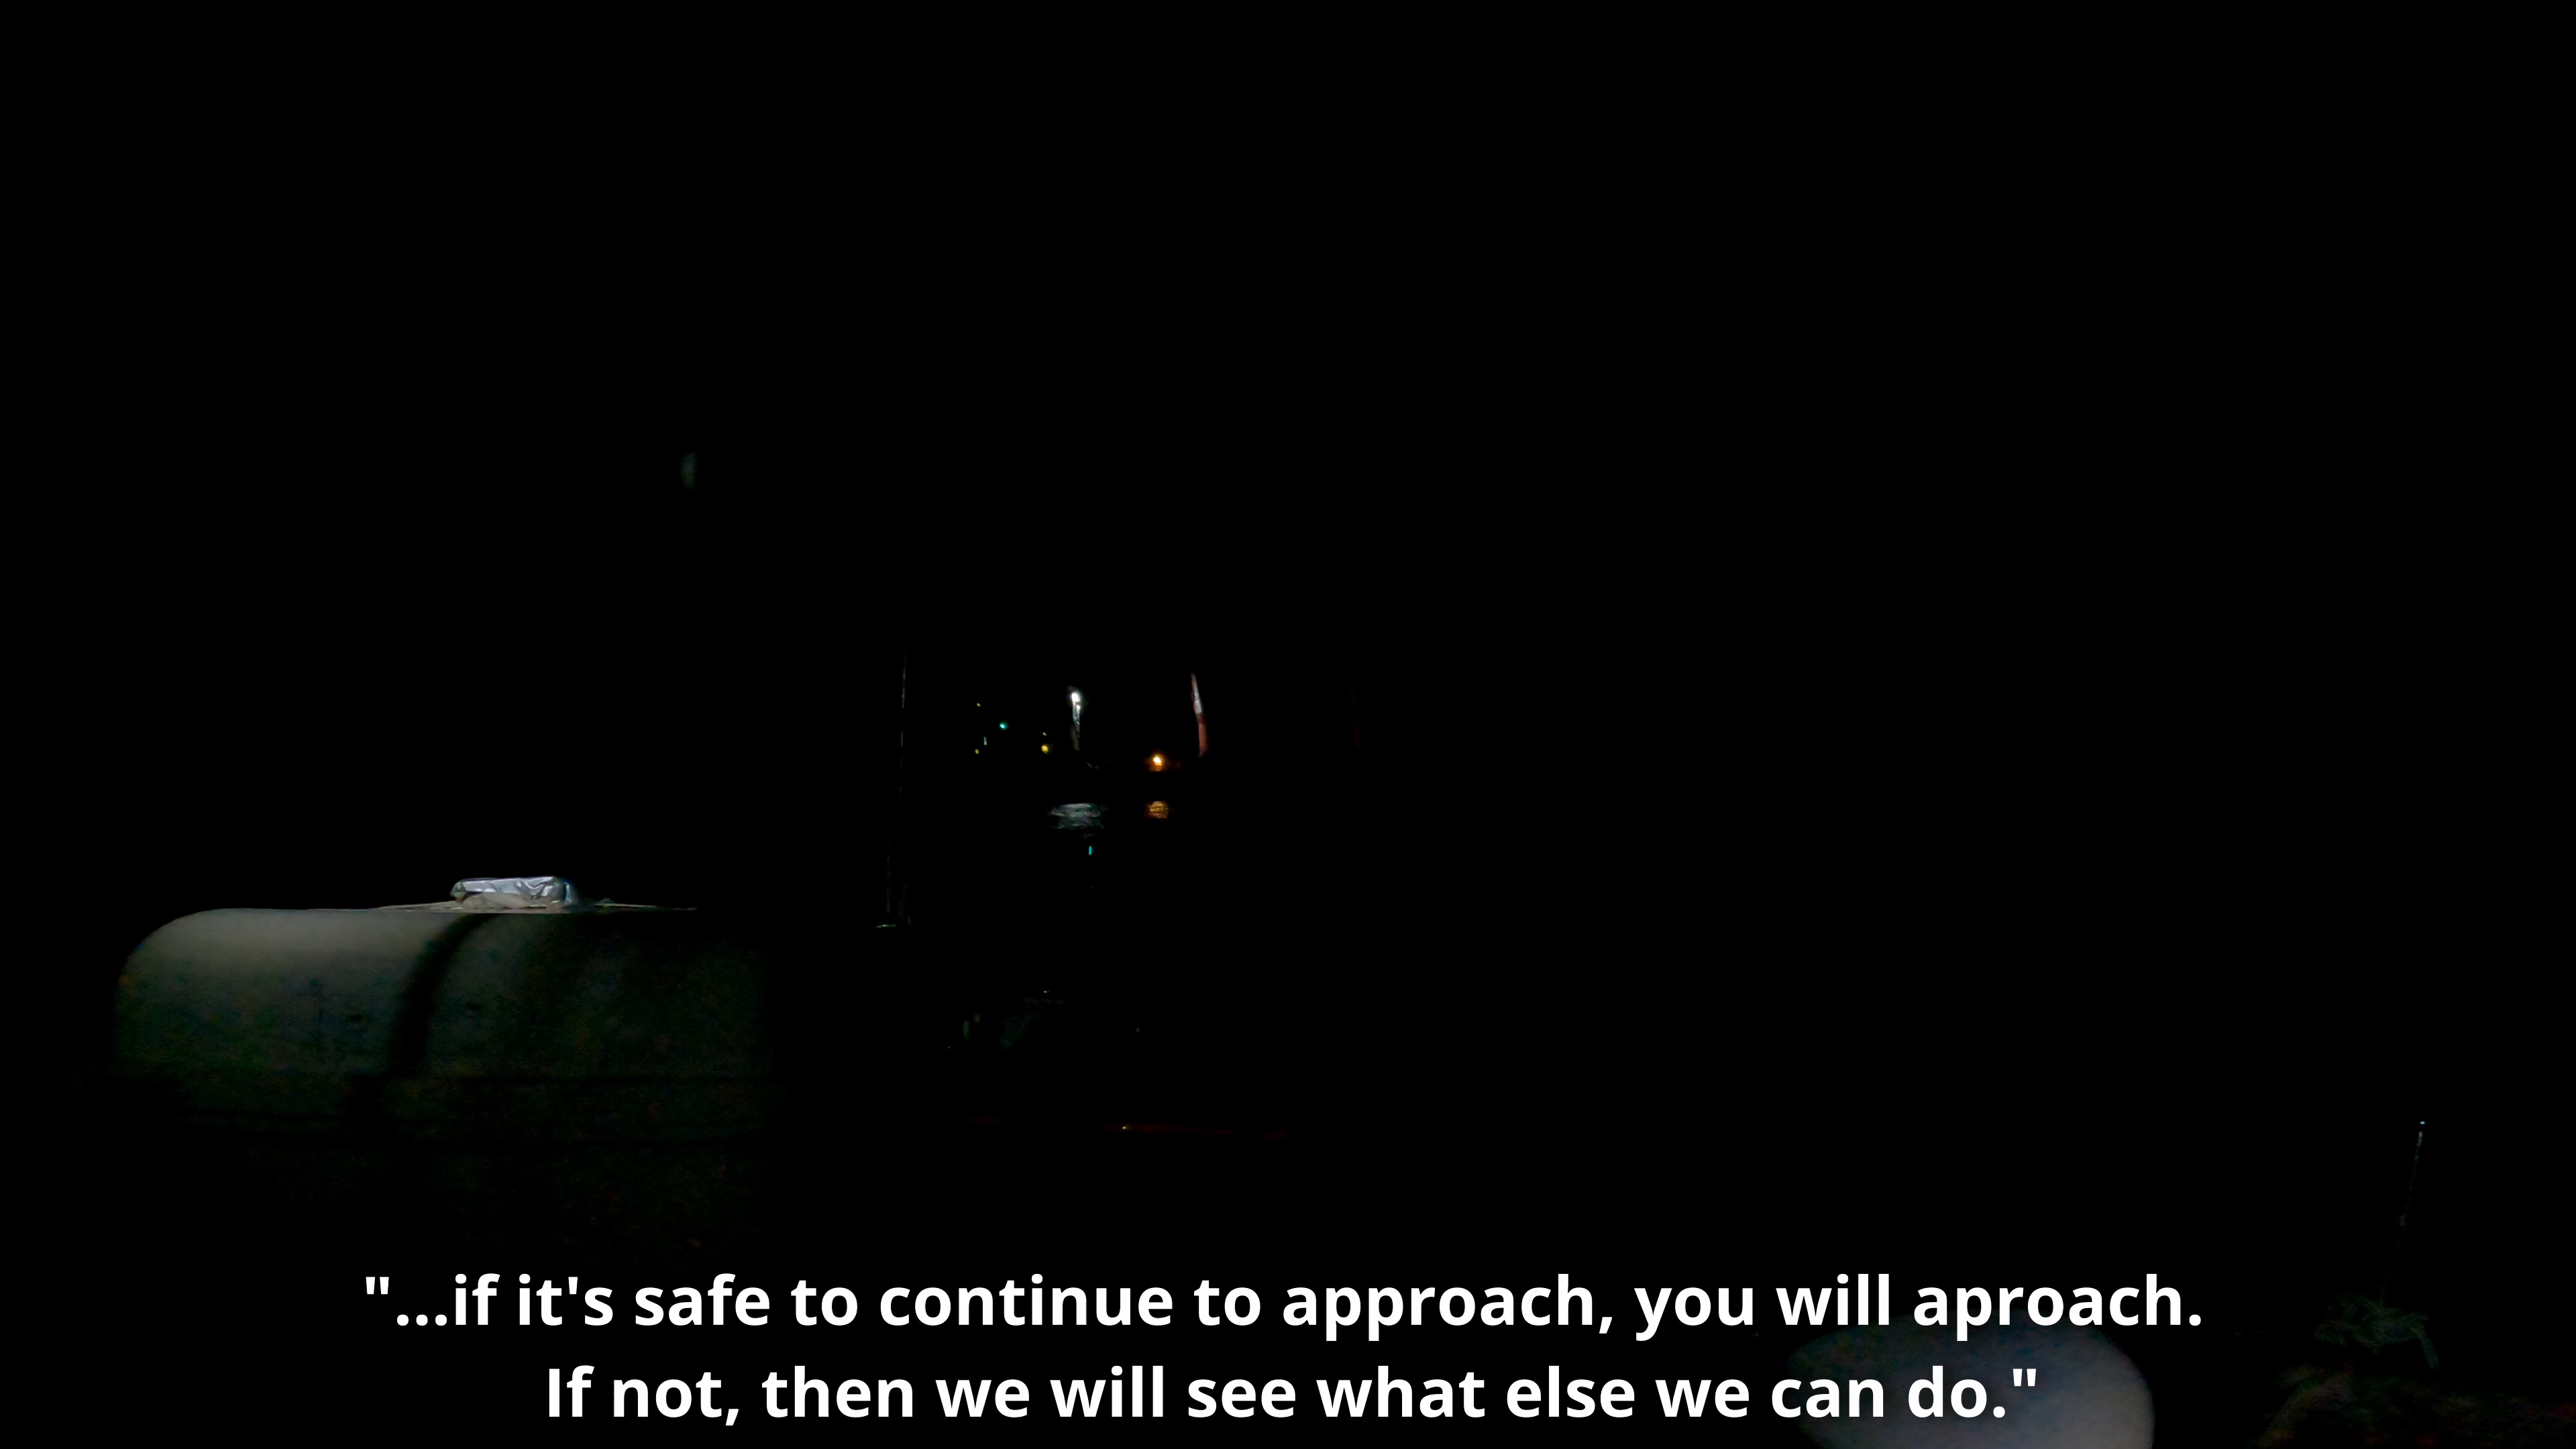 "...if it's safe to continue to approach, you will aproach.
If not, then we will see what else we can do."